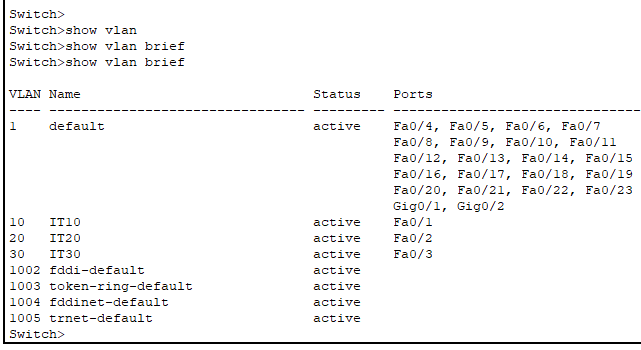 Switch>
Switch>show vlan
Switch>show vlan brief
Switch>show vlan brief

VLAN Name                             Status    Ports
---- -------------------------------- --------- -------------------------------
1    default                          active    Fa0/4, Fa0/5, Fa0/6, Fa0/7
                                                Fa0/8, Fa0/9, Fa0/10, Fa0/11
                                                Fa0/12, Fa0/13, Fa0/14, Fa0/15
                                                Fa0/16, Fa0/17, Fa0/18, Fa0/19
                                                Fa0/20, Fa0/21, Fa0/22, Fa0/23
                                                Gig0/1, Gig0/2
10   IT10                             active    Fa0/1
20   IT20                             active    Fa0/2
30   IT30                             active    Fa0/3
1002 fddi-default                     active
1003 token-ring-default               active
1004 fddinet-default                  active
1005 trnet-default                    active
Switch>